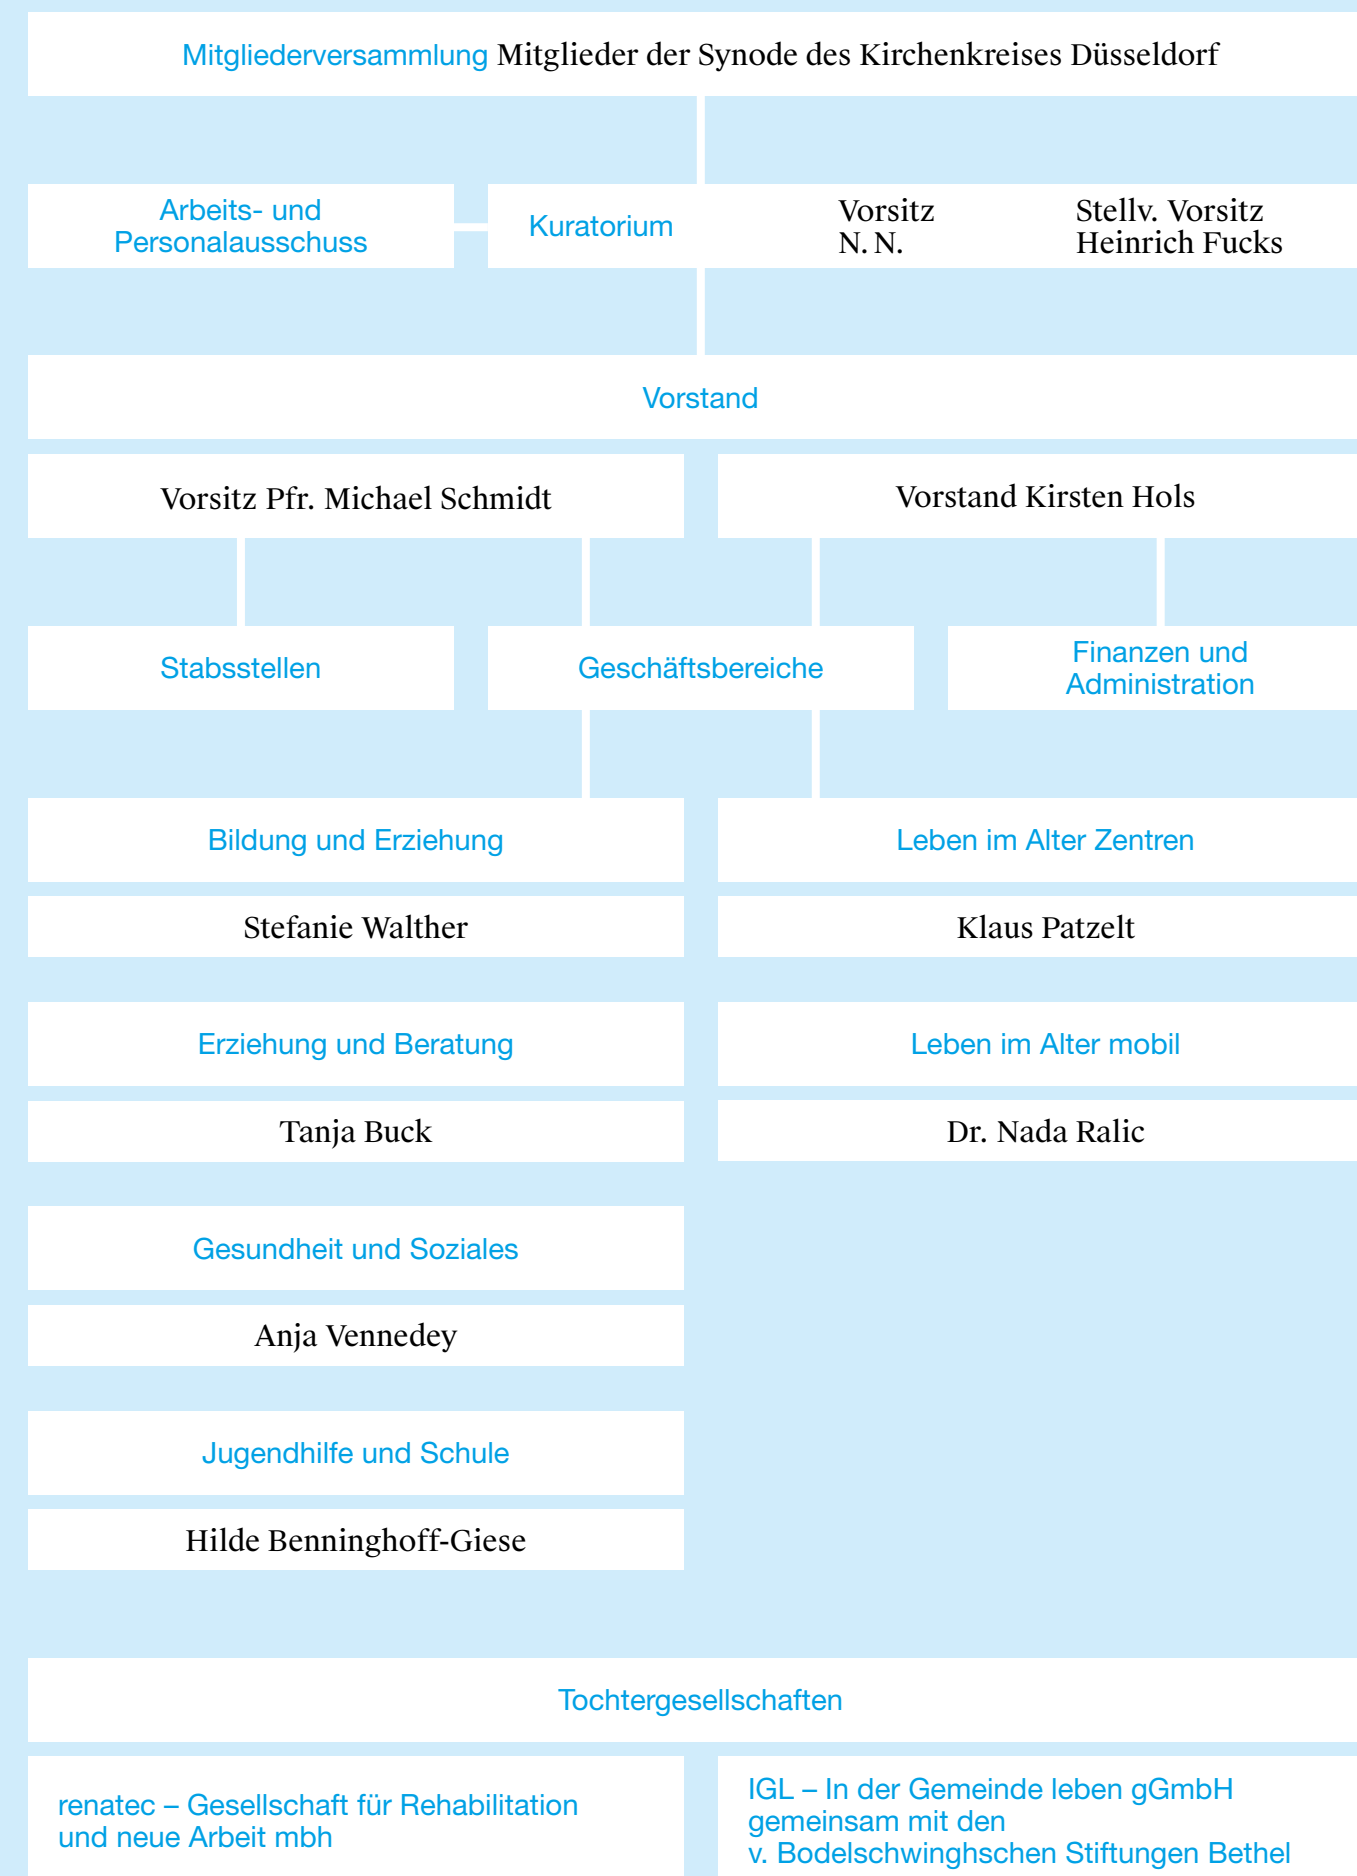 Mitgliederversammlung Mitglieder der Synode des Kirchenkreises Düsseldorf
Arbeits- und
Personalausschuss
Kuratorium
Vorsitz
N. N.
Stellv. Vorsitz
Heinrich Fucks
Vorstand
Vorsitz Pfr. Michael Schmidt
Vorstand Kirsten Hols
Stabsstellen
Geschäftsbereiche
Finanzen und
Administration
Bildung und Erziehung
Leben im Alter Zentren
Stefanie Walther
Klaus Patzelt
Erziehung und Beratung
Leben im Alter mobil
Tanja Buck
Dr. Nada Ralic
Gesundheit und Soziales
Anja Vennedey
Jugendhilfe und Schule
Hilde Benninghoff-Giese
Tochtergesellschaften
renatec – Gesellschaft für Rehabilitation
und neue Arbeit mbh
IGL – In der Gemeinde leben gGmbH
gemeinsam mit den
v. Bodelschwinghschen Stiftungen Bethel